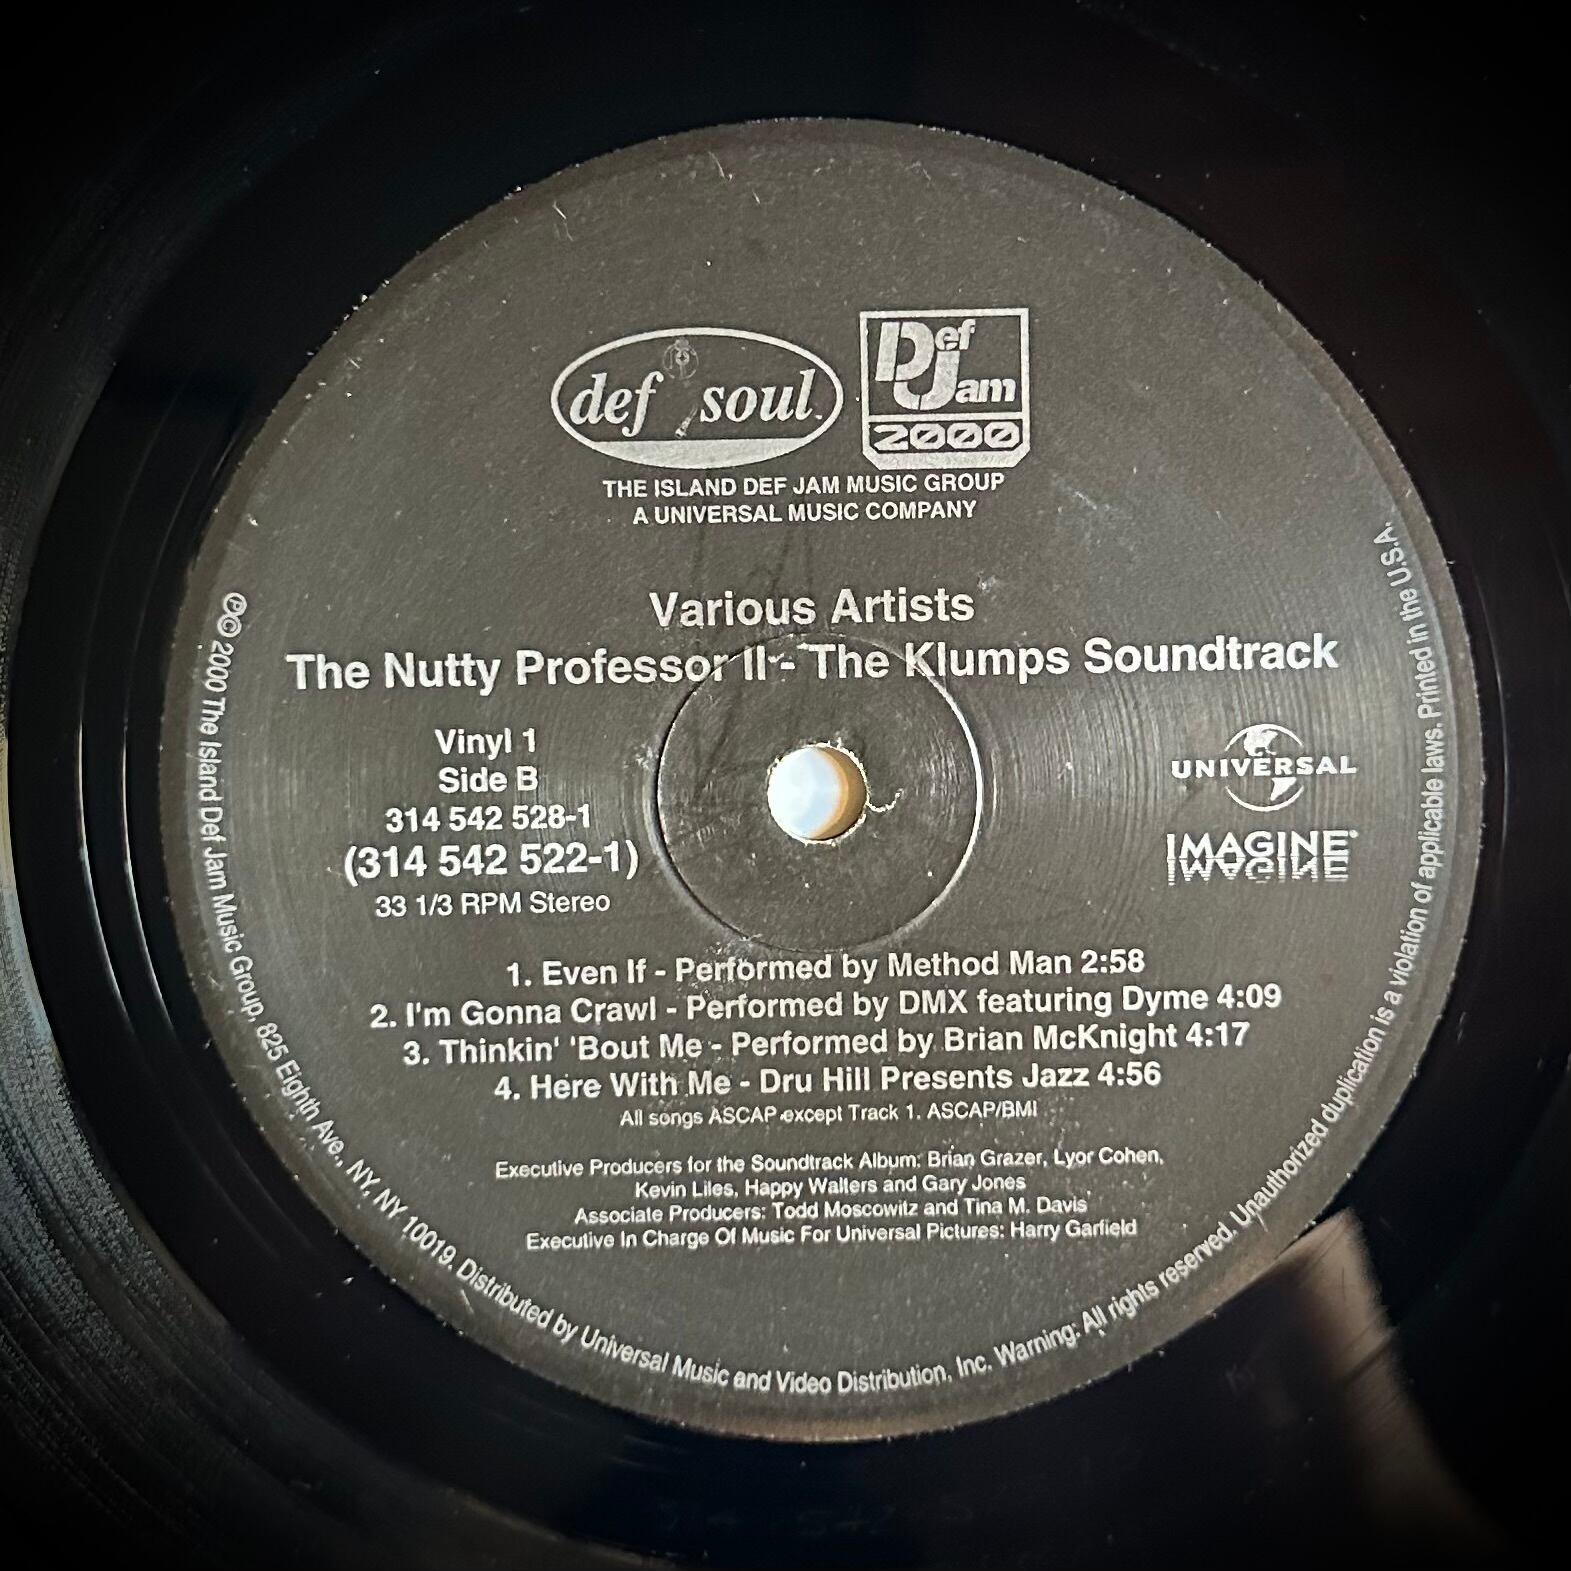 def soul
Def Jam
2000
THE ISLAND DEF JAM MUSIC GROUP
A UNIVERSAL MUSIC COMPANY
Various Artists
The Nutty Professor II - The Klumps Soundtrack
Vinyl 1
Side B
314 542 528-1
(314 542 522-1)
33 1/3 RPM Stereo
UNIVERSAL
IMAGINE
1. Even If - Performed by Method Man 2:58
2. I'm Gonna Crawl - Performed by DMX featuring Dyme 4:09
3. Thinkin' 'Bout Me - Performed by Brian McKnight 4:17
4. Here With Me - Dru Hill Presents Jazz 4:56
All songs ASCAP except Track 1. ASCAP/BMI
Executive Producers for the Soundtrack Album: Brian Grazer, Lyor Cohen,
Kevin Liles, Happy Walters and Gary Jones
Associate Producers: Todd Moscowitz and Tina M. Davis
Executive In Charge Of Music For Universal Pictures: Harry Garfield
℗© 2000 The Island Def Jam Music Group, 825 Eighth Ave., NY, NY 10019. Distributed by Universal Music and Video Distribution, Inc. Warning: All rights reserved. Unauthorized duplication is a violation of applicable laws. Printed in the U.S.A.